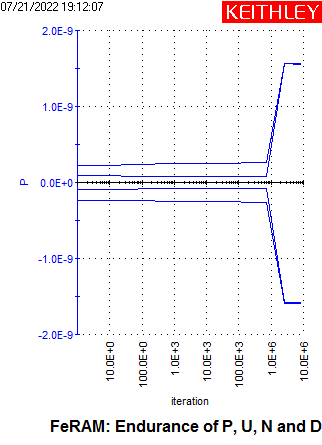 07/21/2022 19:12:07
KEITHLEY
2.0E-9
1.0E-9
P
0.0E+0
-1.0E-9
-2.0E-9
10.0E+0
100.0E+0
1.0E+3
10.0E+3
100.0E+3
1.0E+6
10.0E+6
iteration
FeRAM: Endurance of P, U, N and D